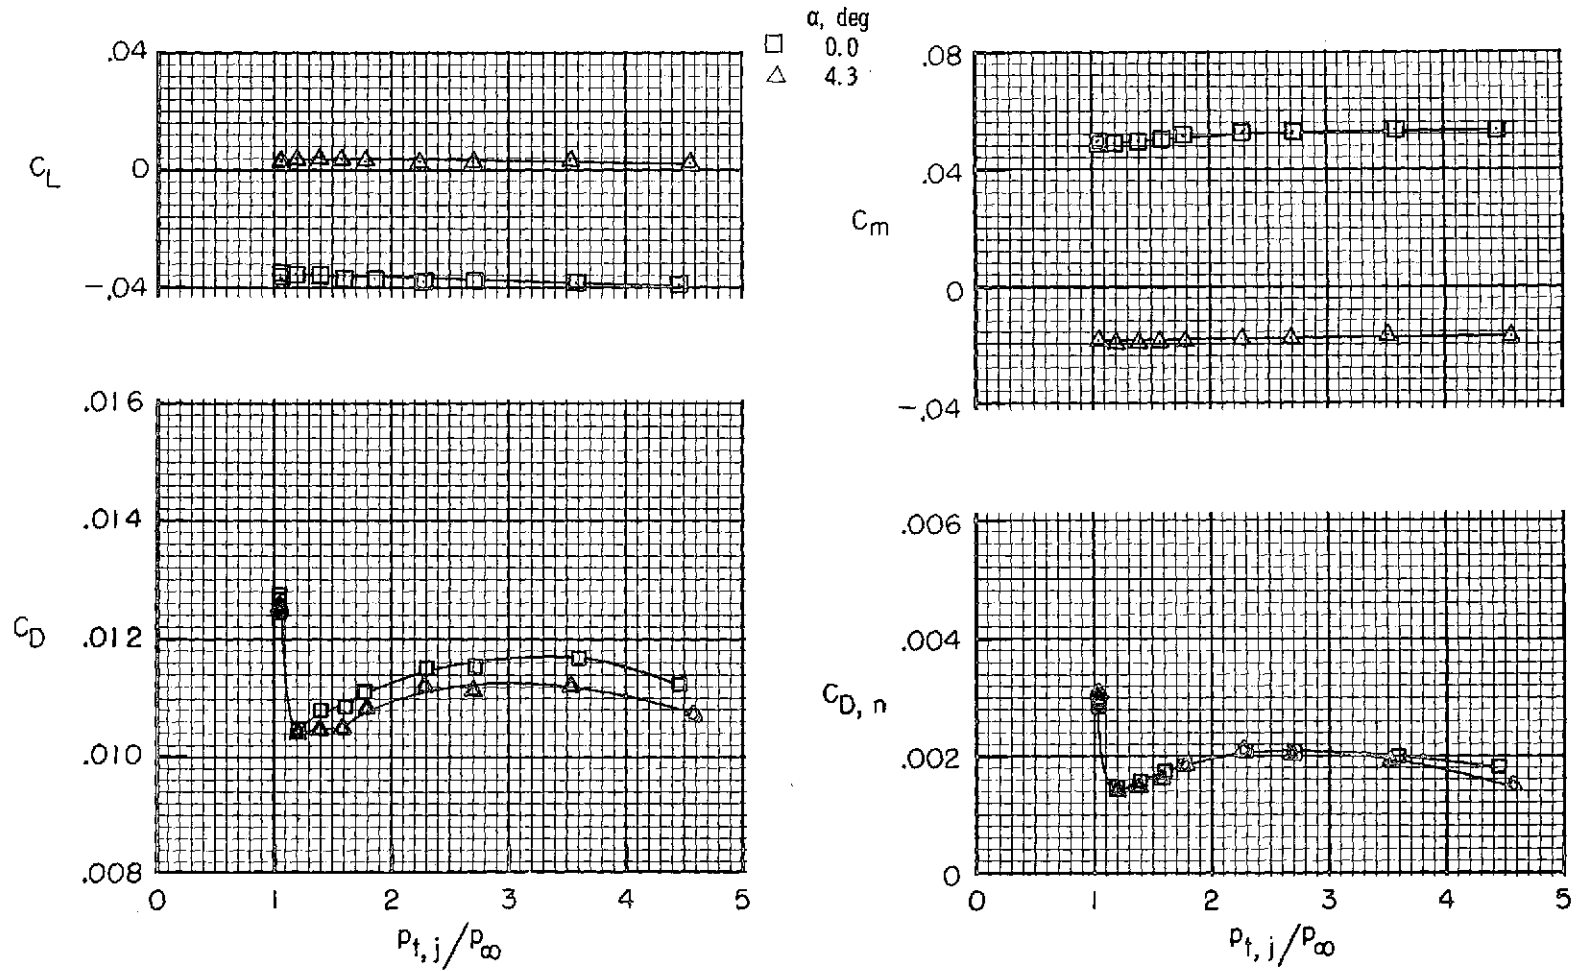 α, deg
□ 0.0
△ 4.3
.04
0
-.04
C_L
.08
.04
0
-.04
C_m
.016
.014
.012
.010
.008
C_D
0 1 2 3 4 5
p_t,j/p_∞
.006
.004
.002
0
C_D,n
0 1 2 3 4 5
p_t,j/p_∞